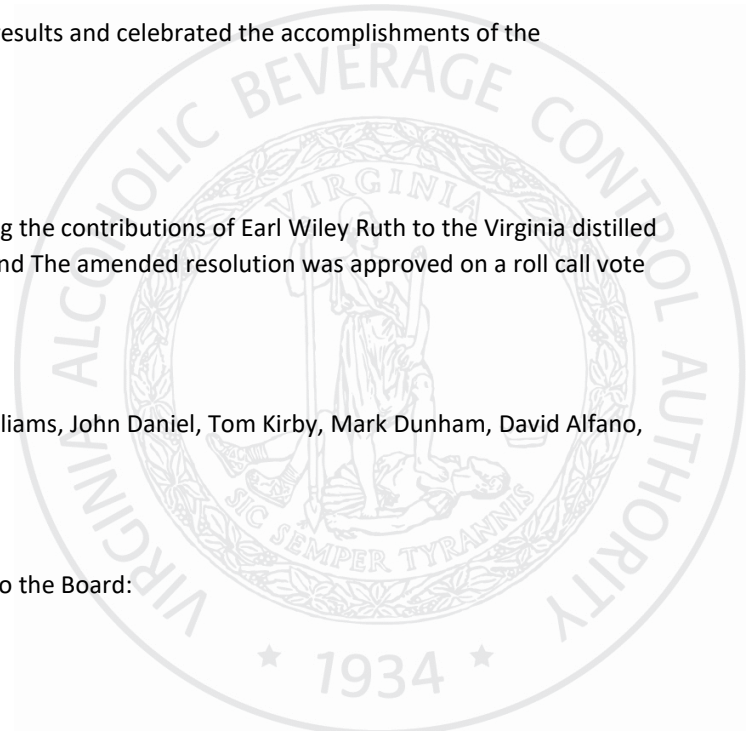 esults and celebrated the accomplishments of the
g the contributions of Earl Wiley Ruth to the Virginia distilled
nd The amended resolution was approved on a roll call vote
lliams, John Daniel, Tom Kirby, Mark Dunham, David Alfano,
o the Board:
VIRGINIA ALCOHOLIC BEVERAGE CONTROL AUTHORITY
VIRGINIA
SIC SEMPER TYRANNIS
* 1934 *